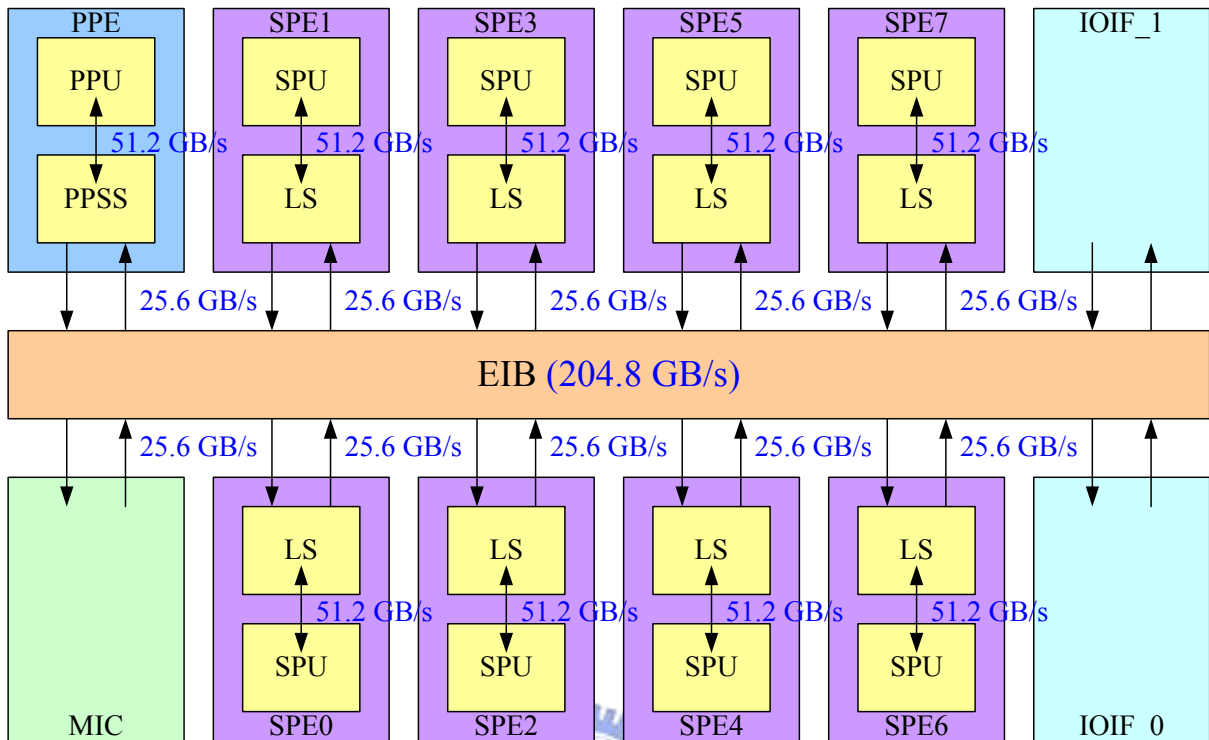 PPE SPE1 SPE3 SPE5 SPE7 IOIF_1
PPU SPU SPU SPU SPU
51.2 GB/s 51.2 GB/s 51.2 GB/s 51.2 GB/s 51.2 GB/s
PPSS LS LS LS LS
25.6 GB/s 25.6 GB/s 25.6 GB/s 25.6 GB/s 25.6 GB/s
EIB (204.8 GB/s)
25.6 GB/s 25.6 GB/s 25.6 GB/s 25.6 GB/s 25.6 GB/s
LS LS LS LS
51.2 GB/s 51.2 GB/s 51.2 GB/s 51.2 GB/s
SPU SPU SPU SPU
MIC SPE0 SPE2 SPE4 SPE6 IOIF_0